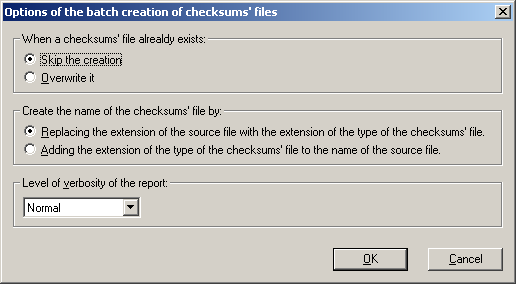 Options of the batch creation of checksums' files
When a checksums' file alrealdy exists:
Skip the creation
Overwrite it
Create the name of the checksums' file by:
Replacing the extension of the source file with the extension of the type of the checksums' file.
Adding the extension of the type of the checksums' file to the name of the source file.
Level of verbosity of the report:
Normal
OK
Cancel